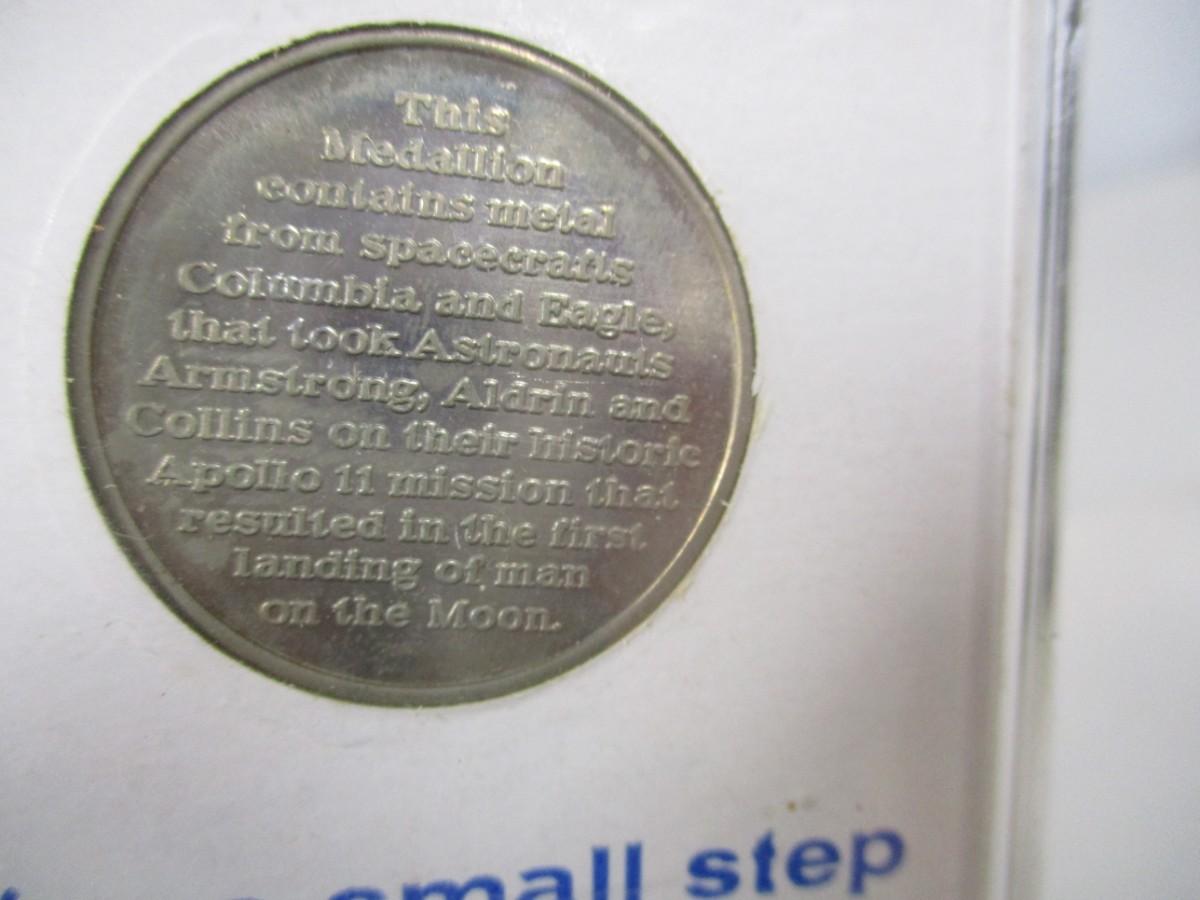 This
Medallion
contains metal
from spacecrafts
Columbia and Eagle,
that took Astronauts
Armstrong, Aldrin and
Collins on their historic
Apollo 11 mission that
resulted in the first
landing of man
on the Moon.
small step